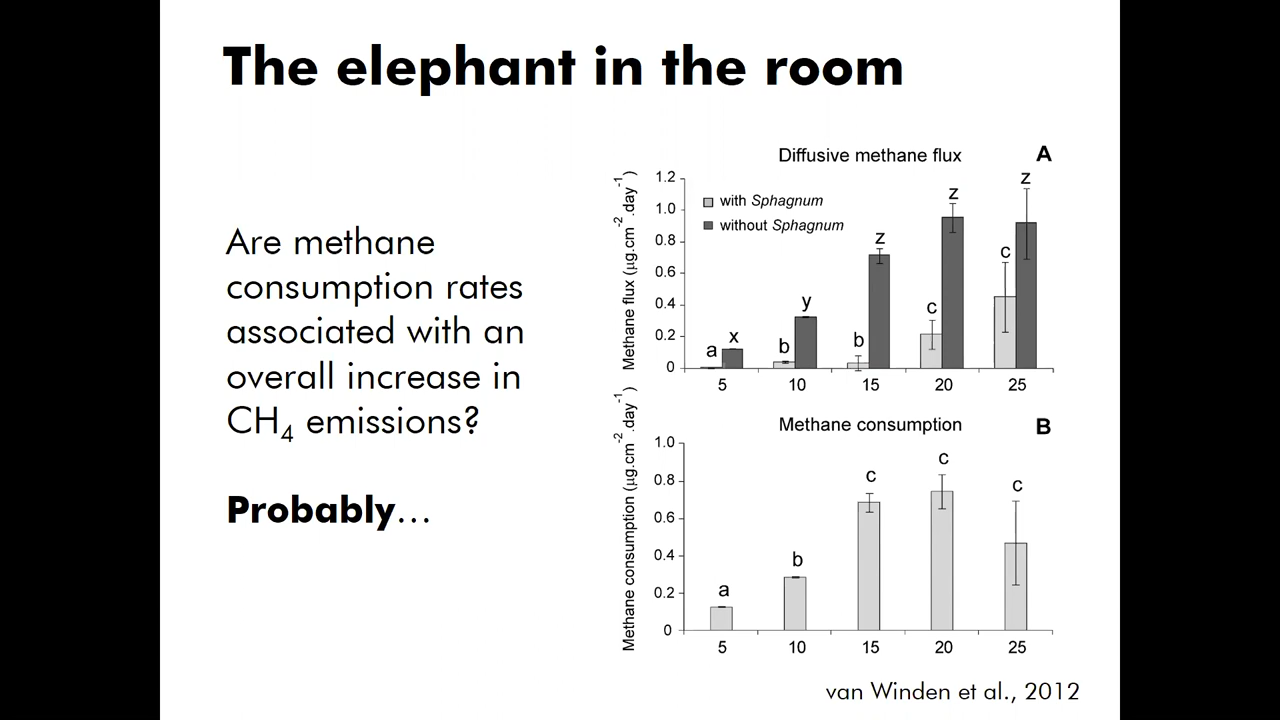 The elephant in the room
Are methane
consumption rates
associated with an
overall increase in
CH₄ emissions?
Probably…
Diffusive methane flux
A
Methane flux (µg.cm⁻².day⁻¹)
1.2
1.0
0.8
0.6
0.4
0.2
0
with Sphagnum
without Sphagnum
a x b y b z c z c z
5 10 15 20 25
Methane consumption
B
Methane consumption (µg.cm⁻².day⁻¹)
1.0
0.8
0.6
0.4
0.2
0
a b c c c
5 10 15 20 25
van Winden et al., 2012